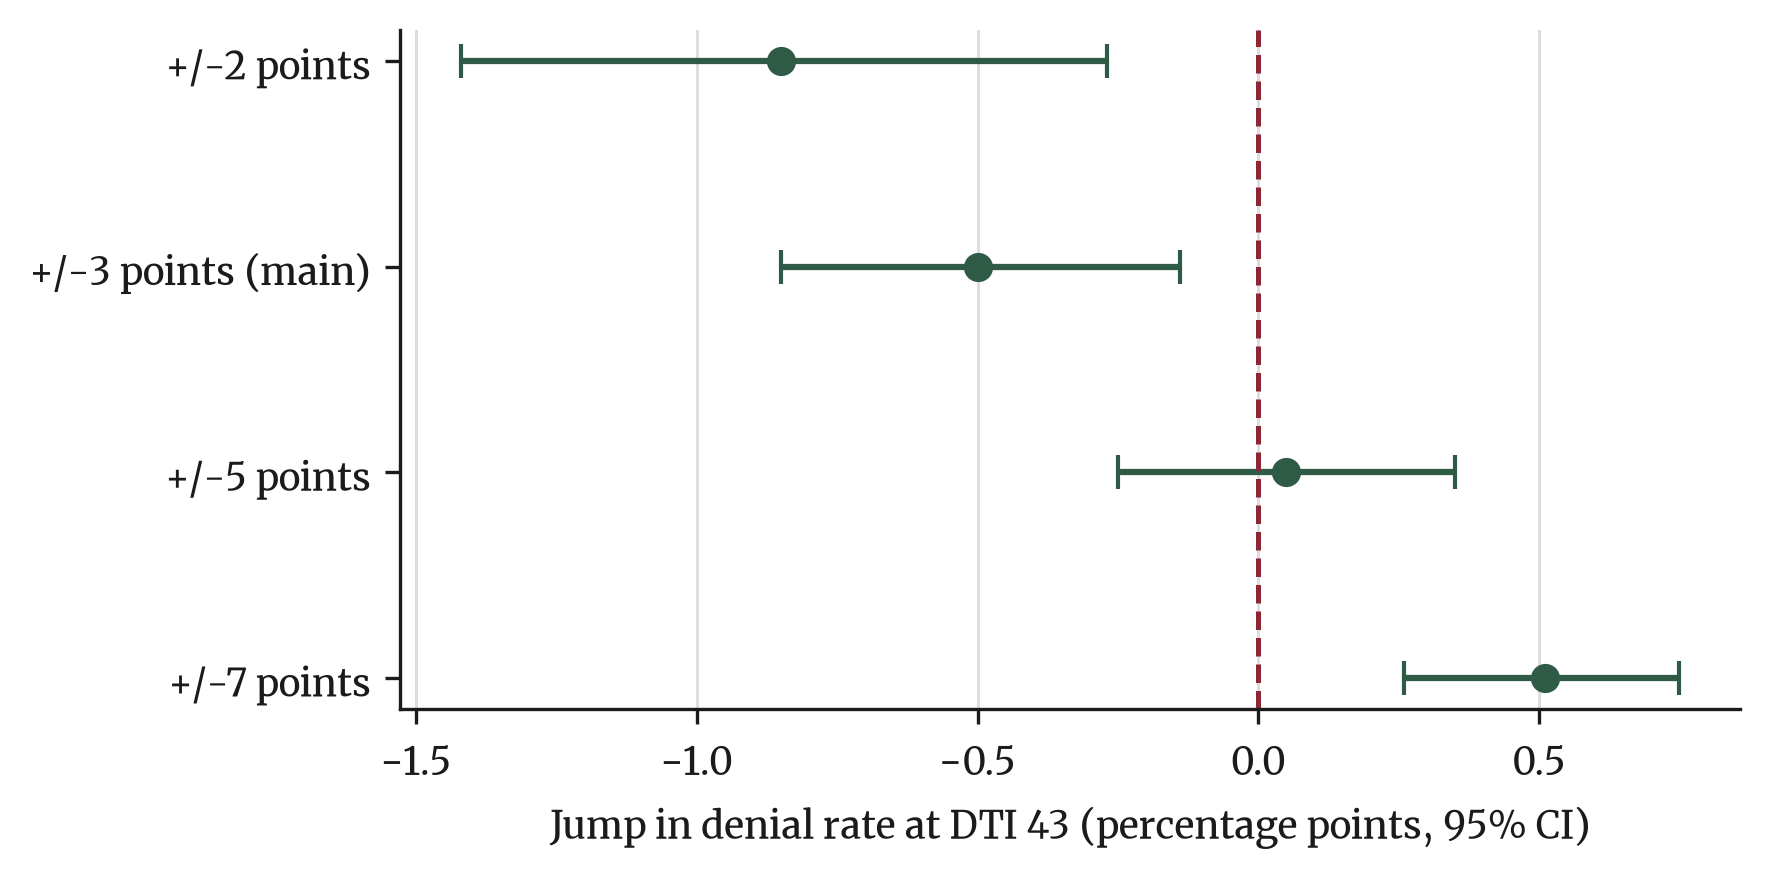 +/-2 points
+/-3 points (main)
+/-5 points
+/-7 points
-1.5 -1.0 -0.5 0.0 0.5
Jump in denial rate at DTI 43 (percentage points, 95% CI)